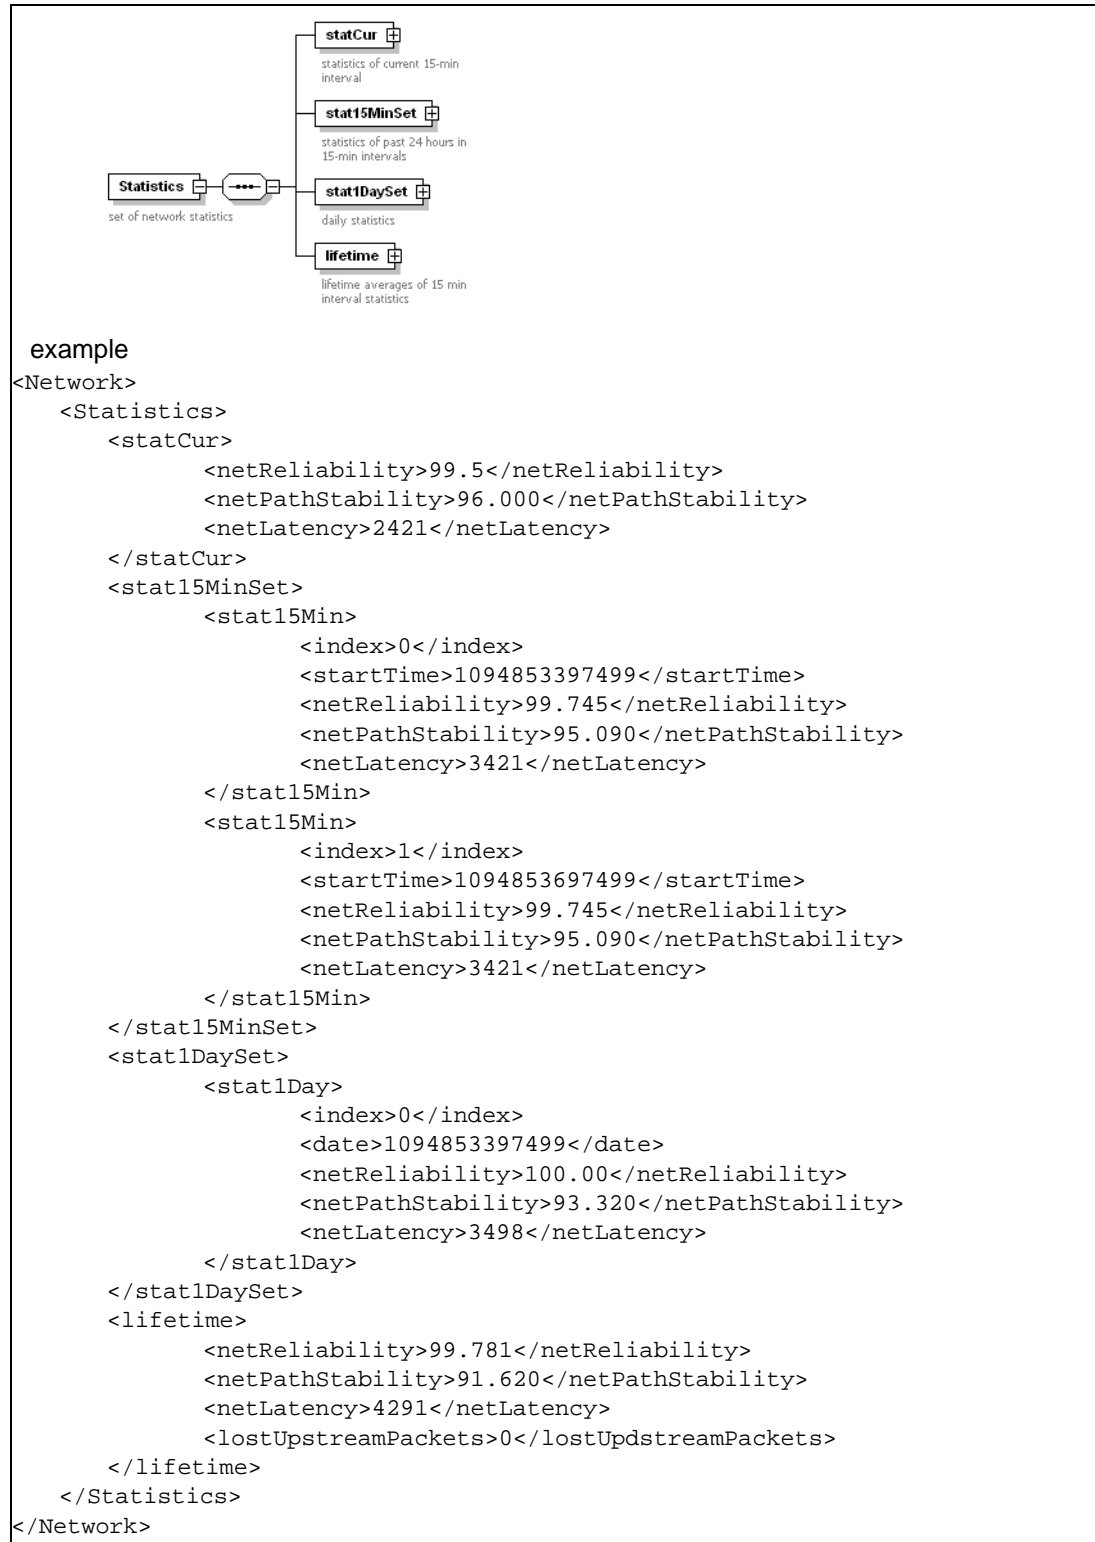 statCur
statistics of current 15-min
interval
stat15MinSet
statistics of past 24 hours in
15-min intervals
Statistics
set of network statistics
stat1DaySet
daily statistics
lifetime
lifetime averages of 15 min
interval statistics
example
<Network>
<Statistics>
<statCur>
<netReliability>99.5</netReliability>
<netPathStability>96.000</netPathStability>
<netLatency>2421</netLatency>
</statCur>
<stat15MinSet>
<stat15Min>
<index>0</index>
<startTime>1094853397499</startTime>
<netReliability>99.745</netReliability>
<netPathStability>95.090</netPathStability>
<netLatency>3421</netLatency>
</stat15Min>
<stat15Min>
<index>1</index>
<startTime>1094853697499</startTime>
<netReliability>99.745</netReliability>
<netPathStability>95.090</netPathStability>
<netLatency>3421</netLatency>
</stat15Min>
</stat15MinSet>
<stat1DaySet>
<stat1Day>
<index>0</index>
<date>1094853397499</date>
<netReliability>100.00</netReliability>
<netPathStability>93.320</netPathStability>
<netLatency>3498</netLatency>
</stat1Day>
</stat1DaySet>
<lifetime>
<netReliability>99.781</netReliability>
<netPathStability>91.620</netPathStability>
<netLatency>4291</netLatency>
<lostUpstreamPackets>0</lostUpdstreamPackets>
</lifetime>
</Statistics>
</Network>